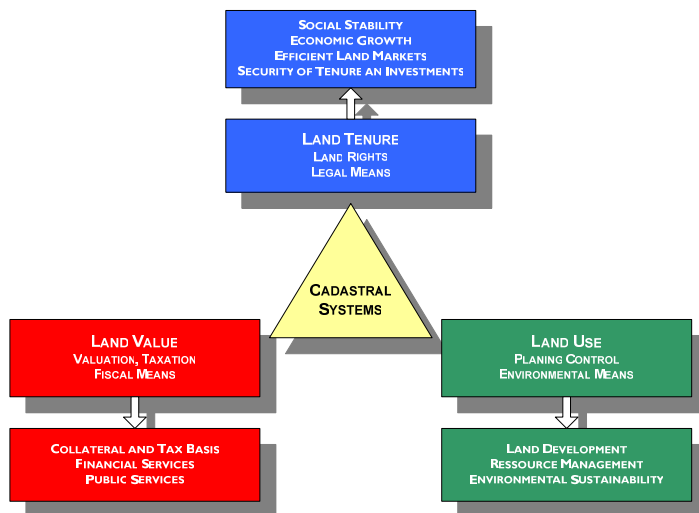 SOCIAL STABILITY
ECONOMIC GROWTH
EFFICIENT LAND MARKETS
SECURITY OF TENURE AN INVESTMENTS
LAND TENURE
LAND RIGHTS
LEGAL MEANS
CADASTRAL
SYSTEMS
LAND VALUE
VALUATION, TAXATION
FISCAL MEANS
LAND USE
PLANING CONTROL
ENVIRONMENTAL MEANS
COLLATERAL AND TAX BASIS
FINANCIAL SERVICES
PUBLIC SERVICES
LAND DEVELOPMENT
RESSOURCE MANAGEMENT
ENVIRONMENTAL SUSTAINABILITY